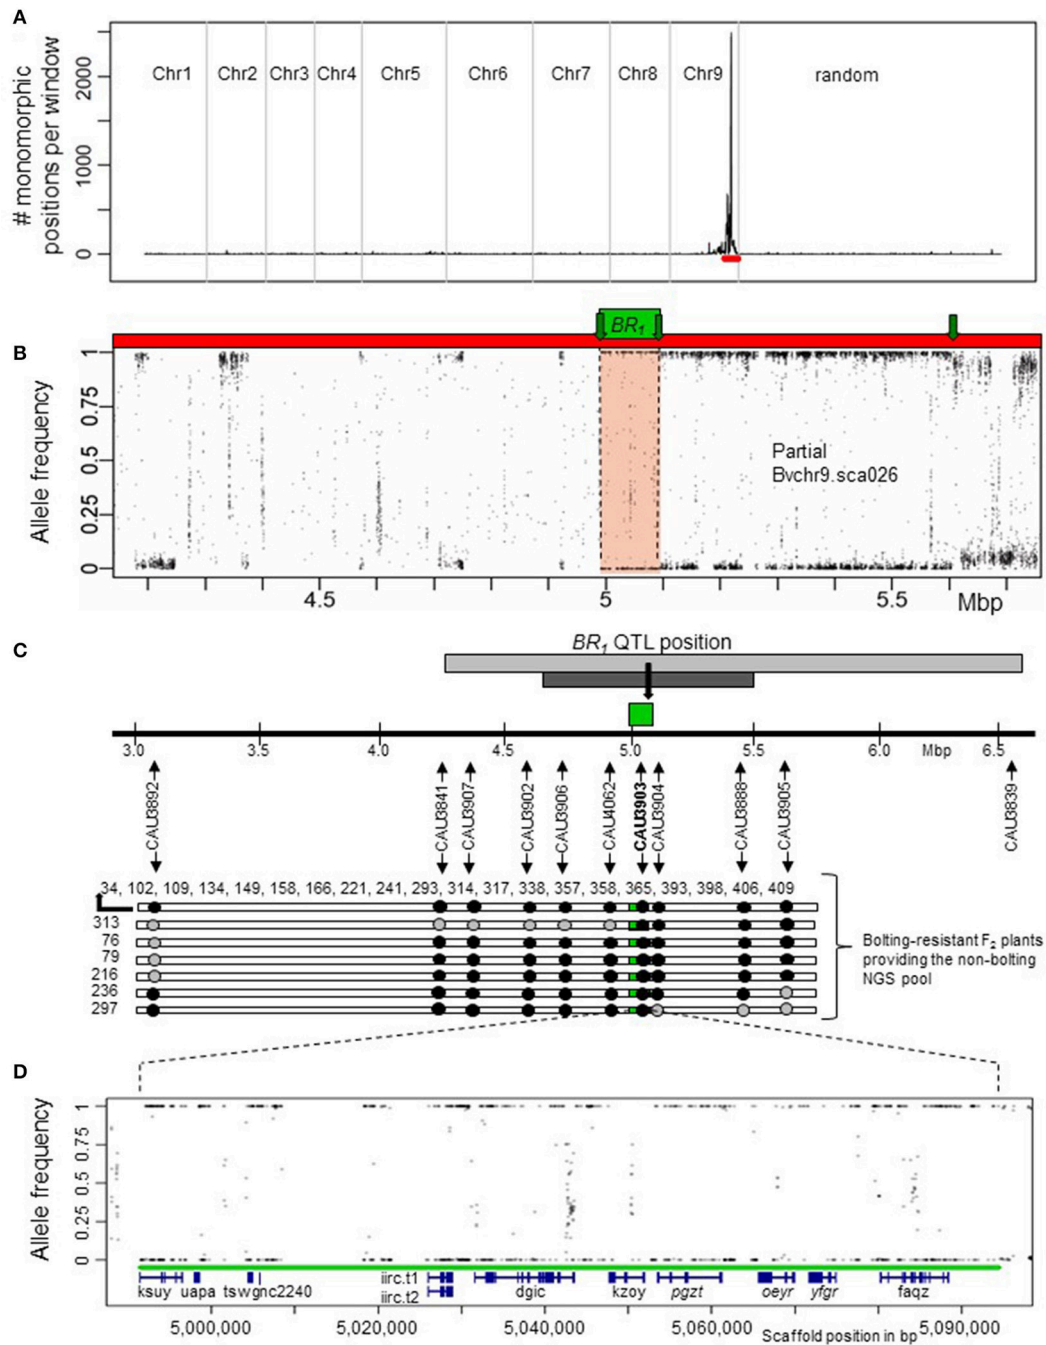 A
# monomorphic
positions per window
0
1000
2000
Chr1 Chr2 Chr3 Chr4 Chr5 Chr6 Chr7 Chr8 Chr9 random
BR1
B
Allele frequency
0
0.25
0.5
0.75
1
Partial
Bvchr9.sca026
4.5 5 5.5 Mbp
C
BR1 QTL position
3.0 3.5 4.0 4.5 5.0 5.5 6.0 Mbp 6.5
CAU3892 CAU3841 CAU3907 CAU3902 CAU3906 CAU4062 CAU3903 CAU3904 CAU3888 CAU3905 CAU3839
34, 102, 109, 134, 149, 158, 166, 221, 241, 293, 314, 317, 338, 357, 358, 365, 393, 398, 406, 409
313
76
79
216
236
297
Bolting-resistant F2 plants
providing the non-bolting
NGS pool
D
Allele frequency
0
0.25
0.5
0.75
1
iirc.t1
ksuy uapa tswg nc2240 iirc.t2 dgic kzoy pgzt oeyr yfgr faqz
5,000,000 5,020,000 5,040,000 5,060,000 Scaffold position in bp 5,090,000